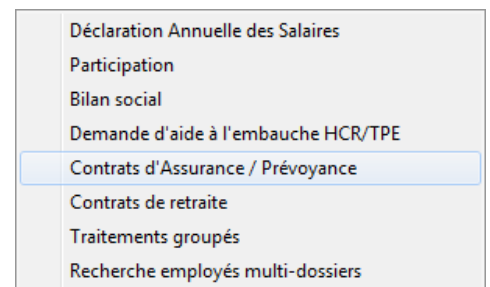 Déclaration Annuelle des Salaires
Participation
Bilan social
Demande d'aide à l'embauche HCR/TPE
Contrats d'Assurance / Prévoyance
Contrats de retraite
Traitements groupés
Recherche employés multi-dossiers